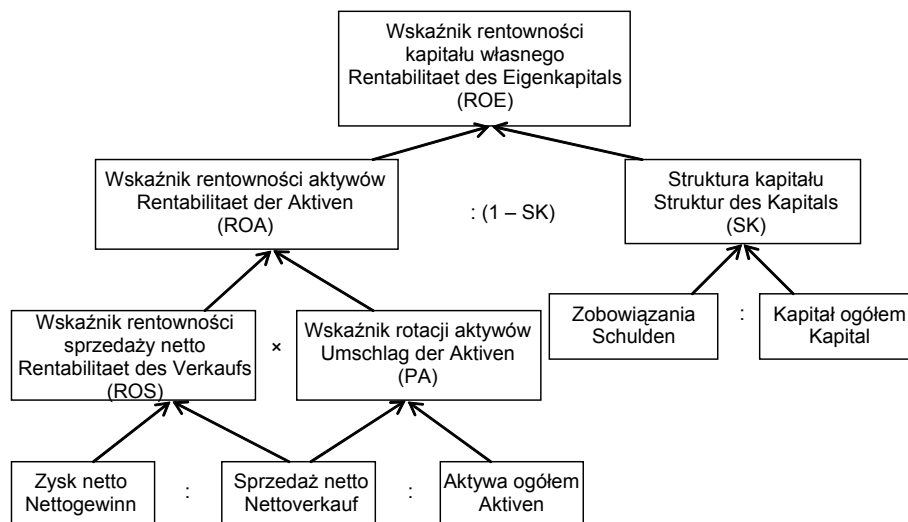 Wskaźnik rentowności
kapitału własnego
Rentabilitaet des Eigenkapitals
(ROE)
Wskaźnik rentowności aktywów
Rentabilitaet der Aktiven
(ROA)
: (1 – SK)
Struktura kapitału
Struktur des Kapitals
(SK)
Zobowiązania
Schulden
:
Kapitał ogółem
Kapital
Wskaźnik rentowności
sprzedaży netto
Rentabilitaet des Verkaufs
(ROS)
×
Wskaźnik rotacji aktywów
Umschlag der Aktiven
(PA)
Zysk netto
Nettogewinn
:
Sprzedaż netto
Nettoverkauf
:
Aktywa ogółem
Aktiven